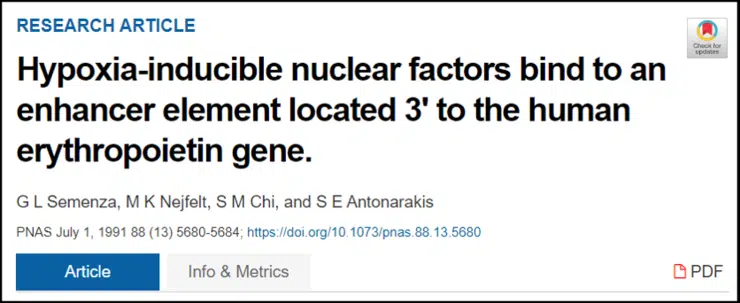 RESEARCH ARTICLE
Check for
updates
Hypoxia-inducible nuclear factors bind to an
enhancer element located 3' to the human
erythropoietin gene.
G L Semenza, M K Nejfelt, S M Chi, and S E Antonarakis
PNAS July 1, 1991 88 (13) 5680-5684; https://doi.org/10.1073/pnas.88.13.5680
Article Info & Metrics PDF